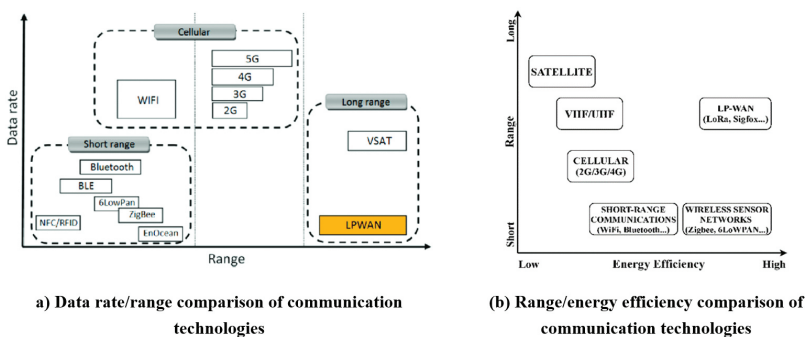 Cellular
5G
4G
3G
2G
WIFI
Long range
VSAT
LPWAN
Short range
Bluetooth
BLE
6LowPan
ZigBee
NFC/RFID
EnOcean
Data rate
Range
a) Data rate/range comparison of communication
technologies
Long
Range
Short
SATELLITE
VHF/UHF
LP-WAN
(LoRa, Sigfox...)
CELLULAR
(2G/3G/4G)
SHORT-RANGE
COMMUNICATIONS
(WiFi, Bluetooth...)
WIRELESS SENSOR
NETWORKS
(Zigbee, 6LoWPAN...)
Low
Energy Efficiency
High
(b) Range/energy efficiency comparison of
communication technologies